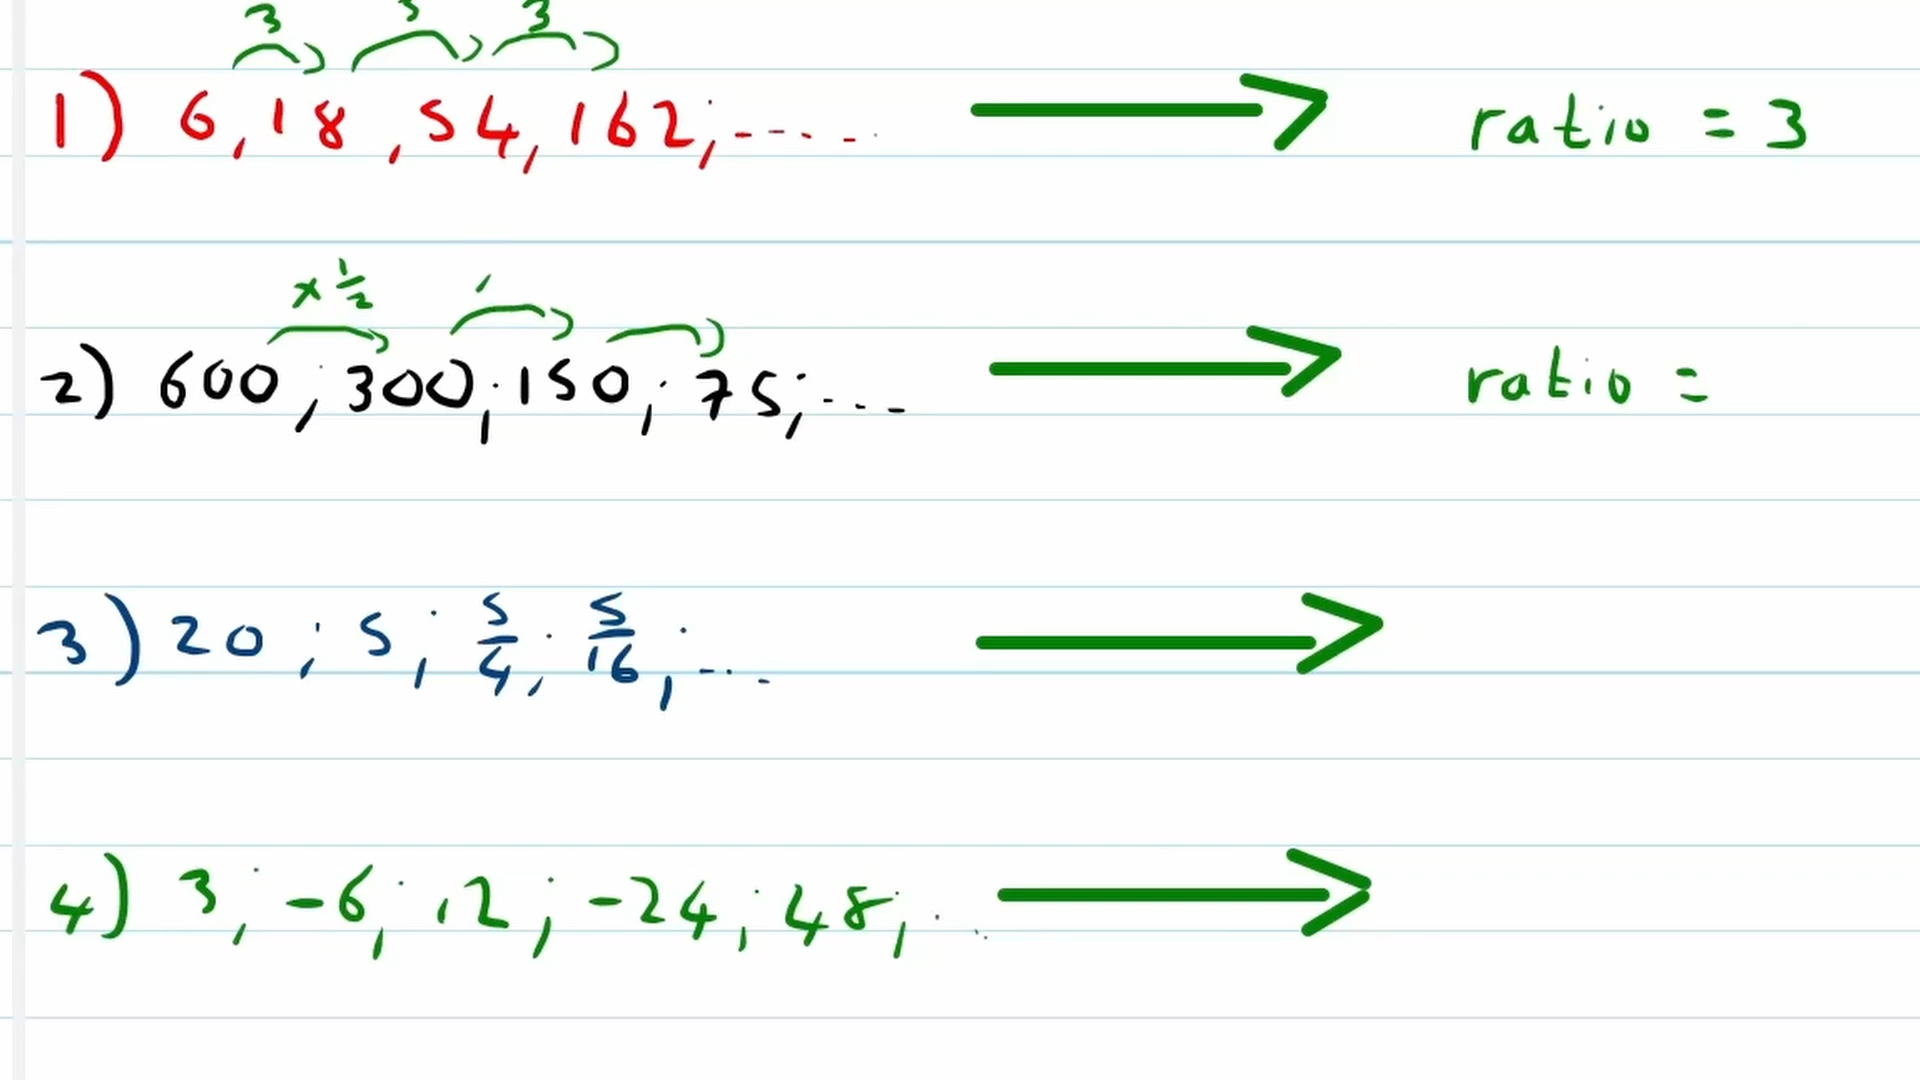 3 3 3
1) 6, 18, 54, 162; ..... ratio = 3
x 1/2
2) 600; 300; 150; 75; ... ratio =
3) 20; 5; 5/4; 5/16; ...
4) 3; -6; 12; -24; 48; ...